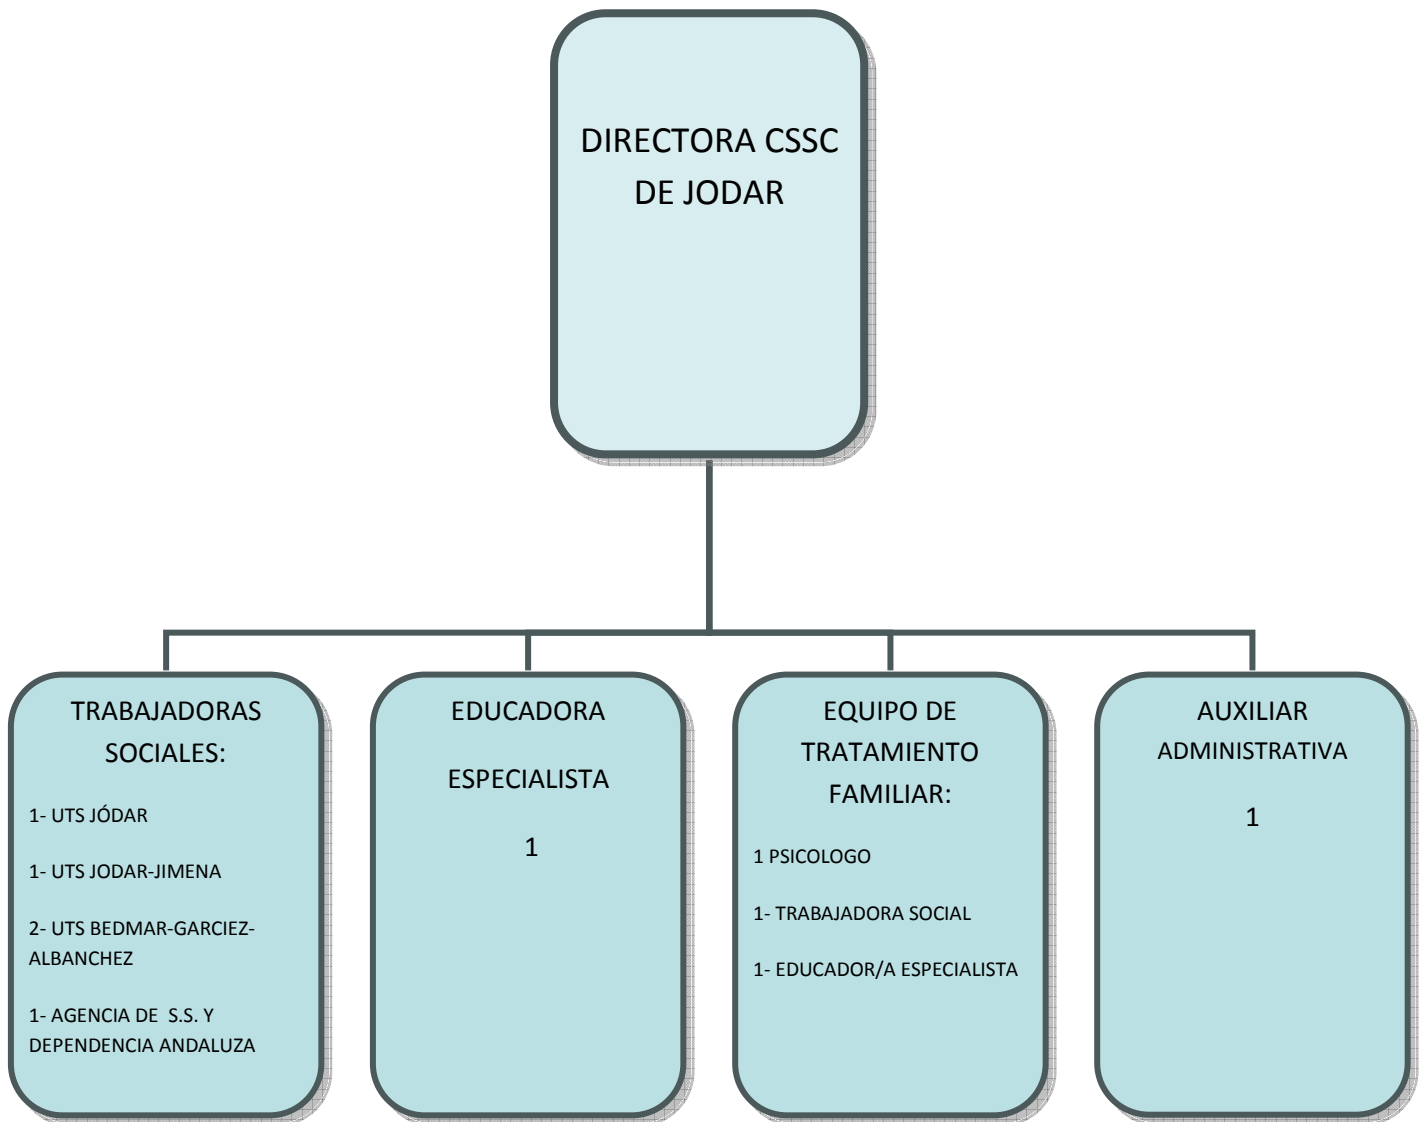 DIRECTORA CSSC
DE JODAR
TRABAJADORAS
SOCIALES:
1- UTS JÓDAR
1- UTS JODAR-JIMENA
2- UTS BEDMAR-GARCIEZ-
ALBANCHEZ
1- AGENCIA DE S.S. Y
DEPENDENCIA ANDALUZA
EDUCADORA
ESPECIALISTA
1
EQUIPO DE
TRATAMIENTO
FAMILIAR:
1 PSICOLOGO
1- TRABAJADORA SOCIAL
1- EDUCADOR/A ESPECIALISTA
AUXILIAR
ADMINISTRATIVA
1